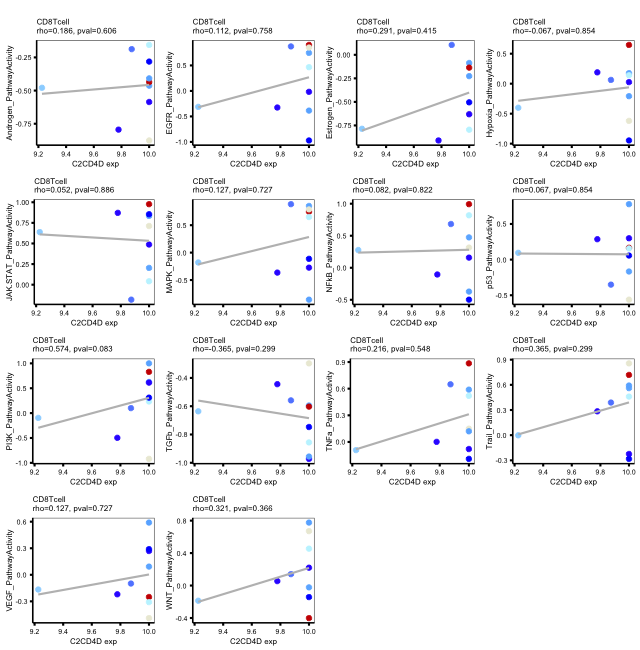 CD8Tcell
rho=0.186, pval=0.606
Androgen_PathwayActivity
-0.25
-0.50
-0.75
9.2 9.4 9.6 9.8 10.0
C2CD4D exp
CD8Tcell
rho=0.112, pval=0.758
EGFR_PathwayActivity
0.5
0.0
-0.5
-1.0
9.2 9.4 9.6 9.8 10.0
C2CD4D exp
CD8Tcell
rho=0.291, pval=0.415
Estrogen_PathwayActivity
0.00
-0.25
-0.50
-0.75
9.2 9.4 9.6 9.8 10.0
C2CD4D exp
CD8Tcell
rho=-0.067, pval=0.854
Hypoxia_PathwayActivity
0.5
0.0
-0.5
-1.0
9.2 9.4 9.6 9.8 10.0
C2CD4D exp
CD8Tcell
rho=0.052, pval=0.886
JAK.STAT_PathwayActivity
1.00
0.75
0.50
0.25
0.00
9.2 9.4 9.6 9.8 10.0
C2CD4D exp
CD8Tcell
rho=0.127, pval=0.727
MAPK_PathwayActivity
0.5
0.0
-0.5
9.2 9.4 9.6 9.8 10.0
C2CD4D exp
CD8Tcell
rho=0.082, pval=0.822
NFkB_PathwayActivity
1.0
0.5
0.0
-0.5
9.2 9.4 9.6 9.8 10.0
C2CD4D exp
CD8Tcell
rho=0.067, pval=0.854
p53_PathwayActivity
0.5
0.0
-0.5
9.2 9.4 9.6 9.8 10.0
C2CD4D exp
CD8Tcell
rho=0.574, pval=0.083
PI3K_PathwayActivity
1.0
0.5
0.0
-0.5
-1.0
9.2 9.4 9.6 9.8 10.0
C2CD4D exp
CD8Tcell
rho=-0.365, pval=0.299
TGFb_PathwayActivity
-0.4
-0.6
-0.8
-1.0
9.2 9.4 9.6 9.8 10.0
C2CD4D exp
CD8Tcell
rho=0.216, pval=0.548
TNFa_PathwayActivity
0.9
0.6
0.3
0.0
9.2 9.4 9.6 9.8 10.0
C2CD4D exp
CD8Tcell
rho=0.365, pval=0.299
Trail_PathwayActivity
0.9
0.6
0.3
0.0
-0.3
9.2 9.4 9.6 9.8 10.0
C2CD4D exp
CD8Tcell
rho=0.127, pval=0.727
VEGF_PathwayActivity
0.6
0.3
0.0
-0.3
9.2 9.4 9.6 9.8 10.0
C2CD4D exp
CD8Tcell
rho=0.321, pval=0.366
WNT_PathwayActivity
0.8
0.4
0.0
-0.4
9.2 9.4 9.6 9.8 10.0
C2CD4D exp